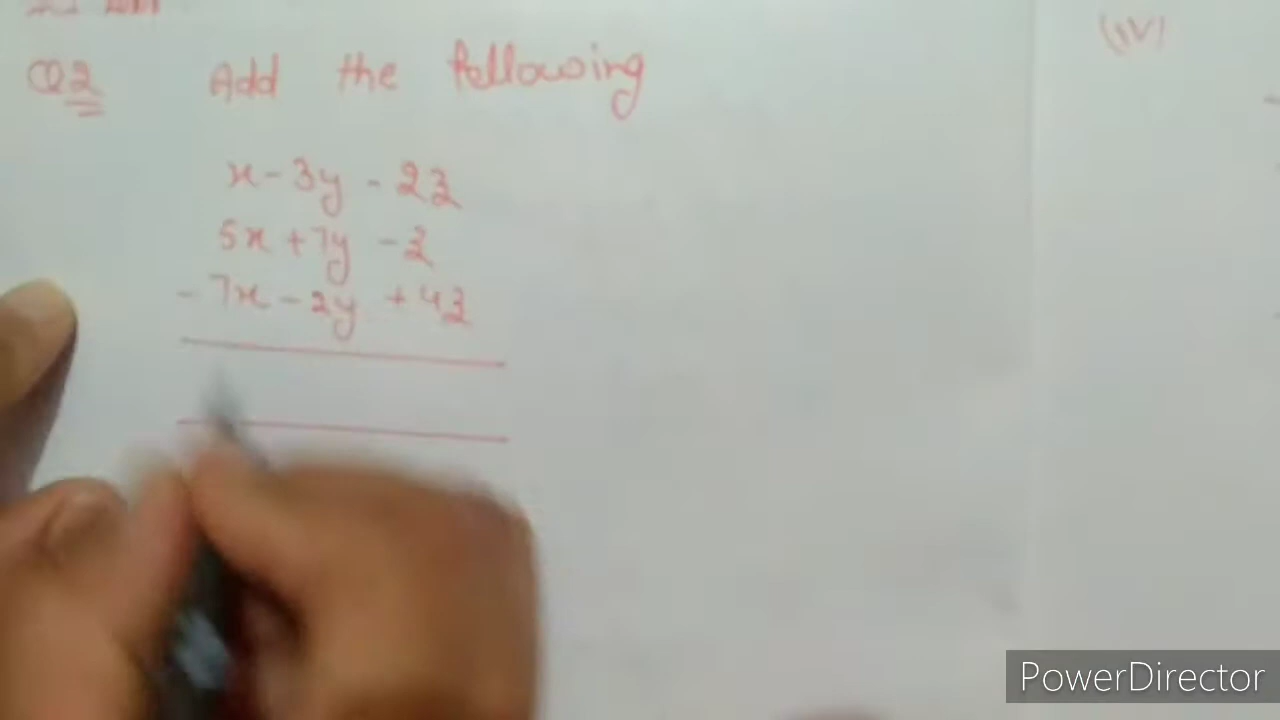 Q2 Add the following
x - 3y - 2z
5x + 7y - z
- 7x - 2y + 4z
(iv)
PowerDirector